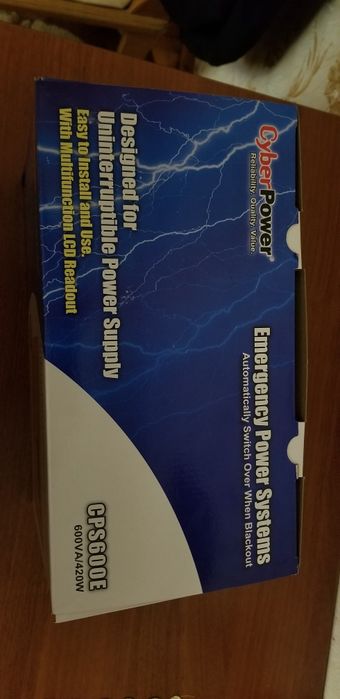 CyberPower®
Reliability. Quality. Value.
Emergency Power Systems
Automatically Switch Over When Blackout
Designed for
Uninterruptible Power Supply
Easy to Install and Use.
With Multifunction LCD Readout
CPS600E
600VA/420W